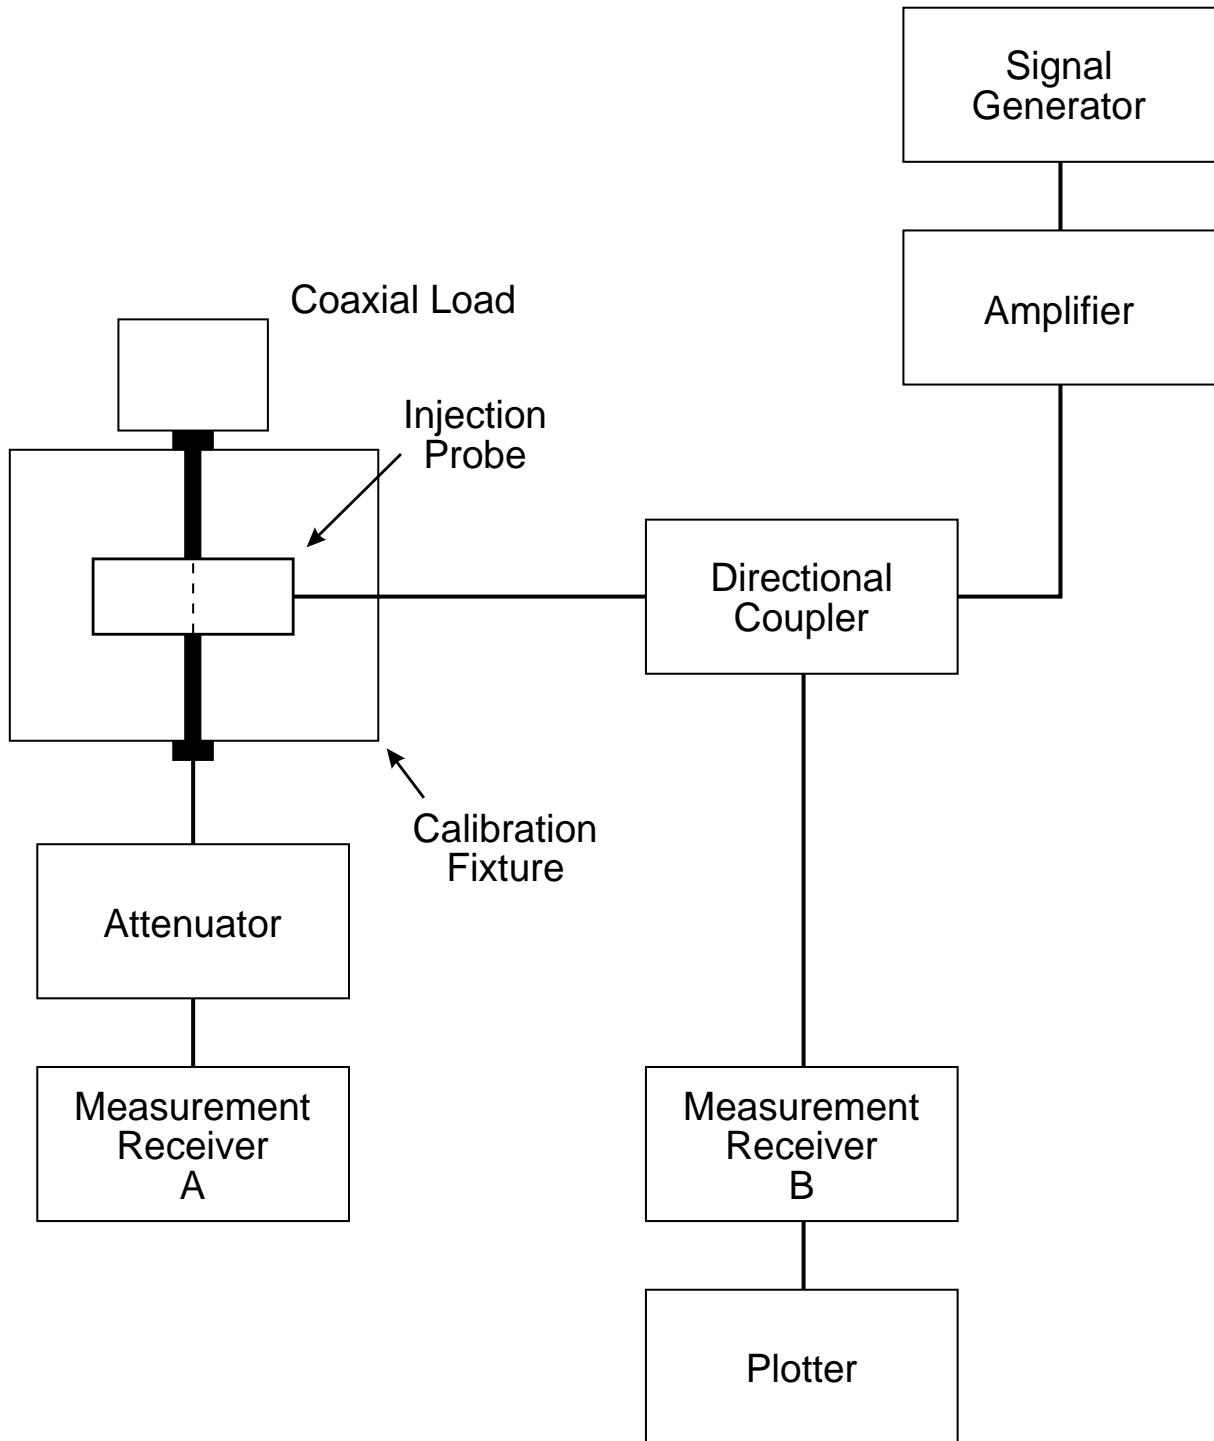 Signal
Generator
Amplifier
Coaxial Load
Injection
Probe
Directional
Coupler
Calibration
Fixture
Attenuator
Measurement
Receiver
A
Measurement
Receiver
B
Plotter